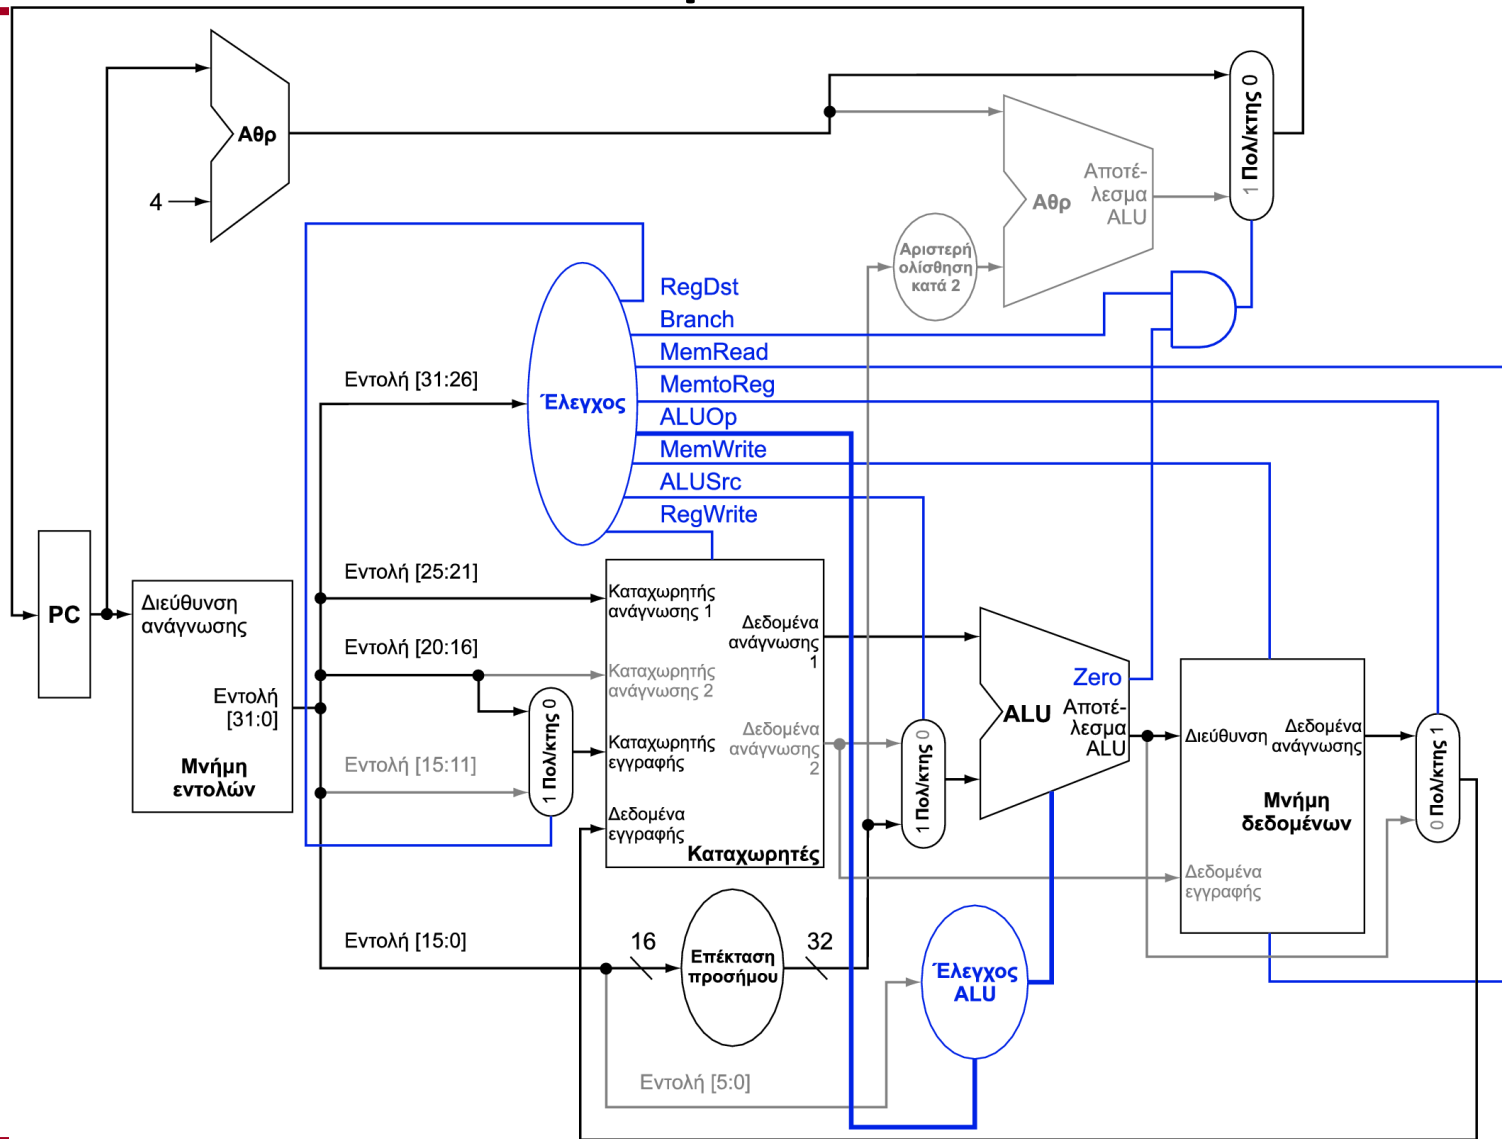 Αθρ
4
0
Πολ/κτης
1
Αθρ
Αποτέ-
λεσμα
ALU
Αριστερή
ολίσθηση
κατά 2
RegDst
Branch
MemRead
MemtoReg
ALUOp
MemWrite
ALUSrc
RegWrite
Έλεγχος
Εντολή [31:26]
Εντολή [25:21]
Εντολή [20:16]
Εντολή [15:11]
Εντολή [15:0]
PC
Διεύθυνση
ανάγνωσης
Εντολή
[31:0]
Μνήμη
εντολών
0
Πολ/κτης
1
Καταχωρητής
ανάγνωσης 1
Καταχωρητής
ανάγνωσης 2
Καταχωρητής
εγγραφής
Δεδομένα
εγγραφής
Δεδομένα
ανάγνωσης
1
Δεδομένα
ανάγνωσης
2
Καταχωρητές
0
Πολ/κτης
1
Zero
ALU
Αποτέ-
λεσμα
ALU
Διεύθυνση
Δεδομένα
ανάγνωσης
Μνήμη
δεδομένων
Δεδομένα
εγγραφής
1
Πολ/κτης
0
16
Επέκταση
προσήμου
32
Έλεγχος
ALU
Εντολή [5:0]